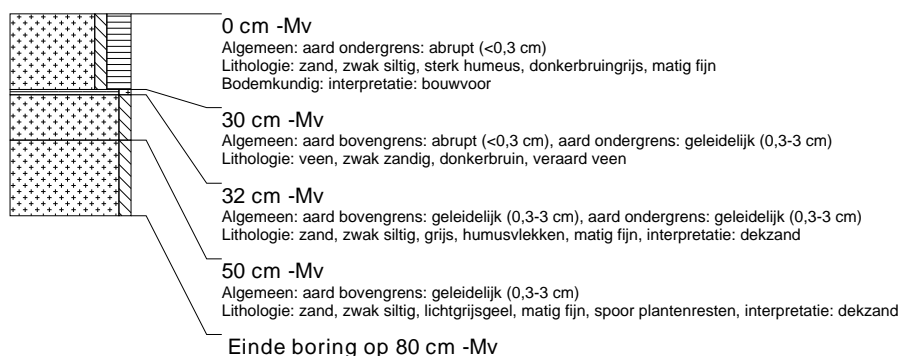 0 cm -Mv
Algemeen: aard ondergrens: abrupt (<0,3 cm)
Lithologie: zand, zwak siltig, sterk humeus, donkerbruingrijs, matig fijn
Bodemkundig: interpretatie: bouwvoor
30 cm -Mv
Algemeen: aard bovengrens: abrupt (<0,3 cm), aard ondergrens: geleidelijk (0,3-3 cm)
Lithologie: veen, zwak zandig, donkerbruin, veraard veen
32 cm -Mv
Algemeen: aard bovengrens: geleidelijk (0,3-3 cm), aard ondergrens: geleidelijk (0,3-3 cm)
Lithologie: zand, zwak siltig, grijs, humusvlekken, matig fijn, interpretatie: dekzand
50 cm -Mv
Algemeen: aard bovengrens: geleidelijk (0,3-3 cm)
Lithologie: zand, zwak siltig, lichtgrijsgeel, matig fijn, spoor plantenresten, interpretatie: dekzand
Einde boring op 80 cm -Mv